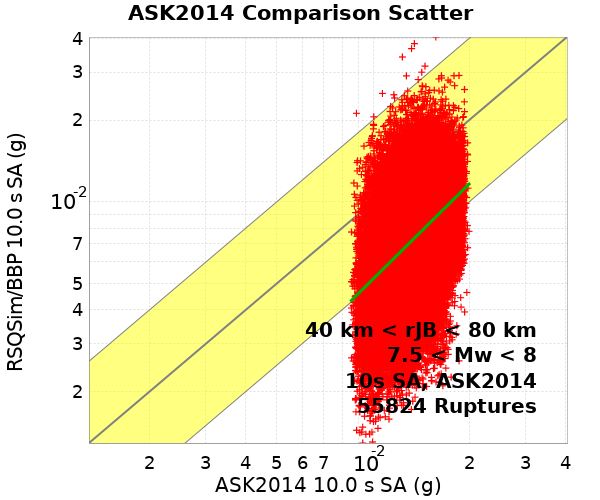 ASK2014 Comparison Scatter
RSQSim/BBP 10.0 s SA (g)
4
3
2
10-2
7
5
4
3
2
40 km < rJB < 80 km
7.5 < Mw < 8
10s SA, ASK2014
55824 Ruptures
2 3 4 5 6 7 10-2 2 3 4
ASK2014 10.0 s SA (g)